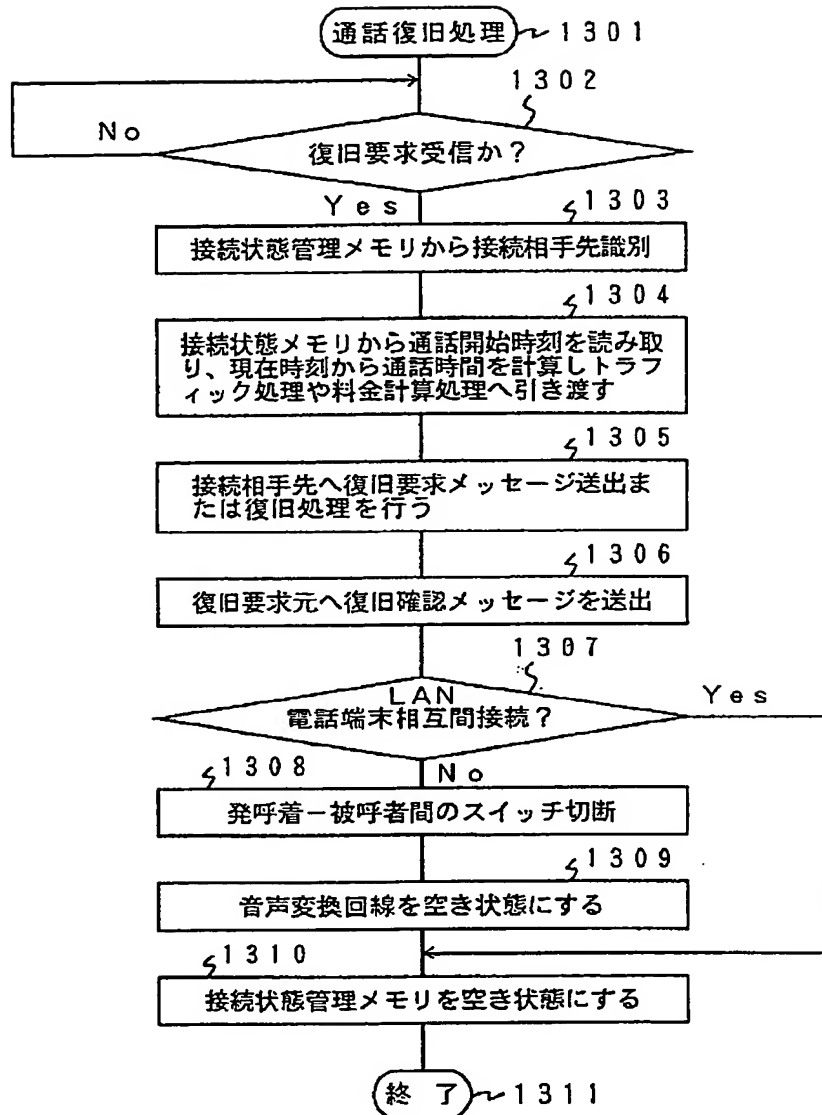 通話復旧処理 1301
1302
No
復旧要求受信か？
Yes
1303
接続状態管理メモリから接続相手先識別
1304
接続状態メモリから通話開始時刻を読み取
り、現在時刻から通話時間を計算しトラフ
ィック処理や料金計算処理へ引き渡す
1305
接続相手先へ復旧要求メッセージ送出ま
たは復旧処理を行う
1306
復旧要求元へ復旧確認メッセージを送出
1307
LAN
電話端末相互間接続？
Yes
No
1308
発呼着－被呼者間のスイッチ切断
1309
音声変換回線を空き状態にする
1310
接続状態管理メモリを空き状態にする
終了 1311